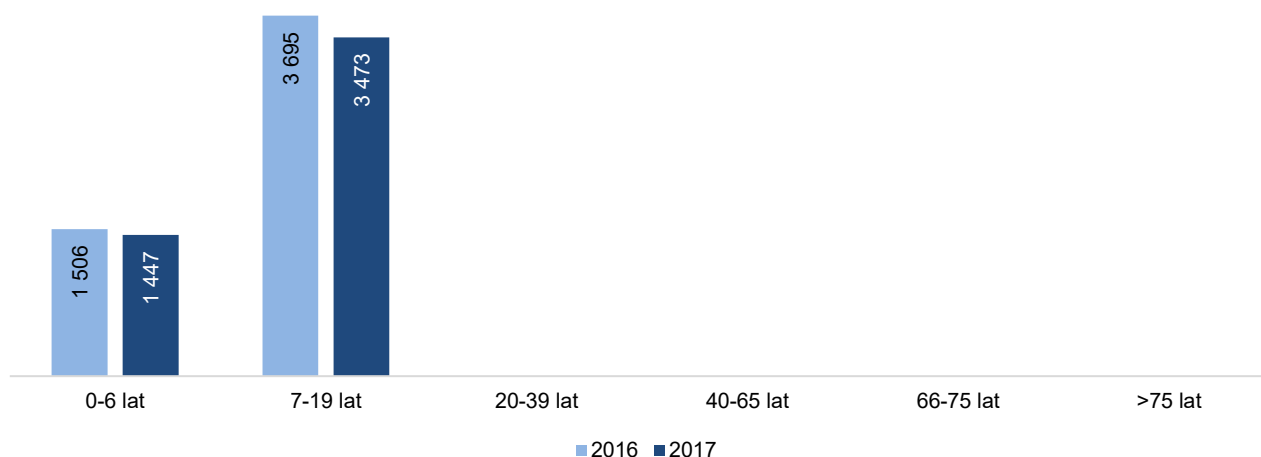 1 506
1 447
3 695
3 473
0-6 lat
7-19 lat
20-39 lat
40-65 lat
66-75 lat
>75 lat
2016
2017